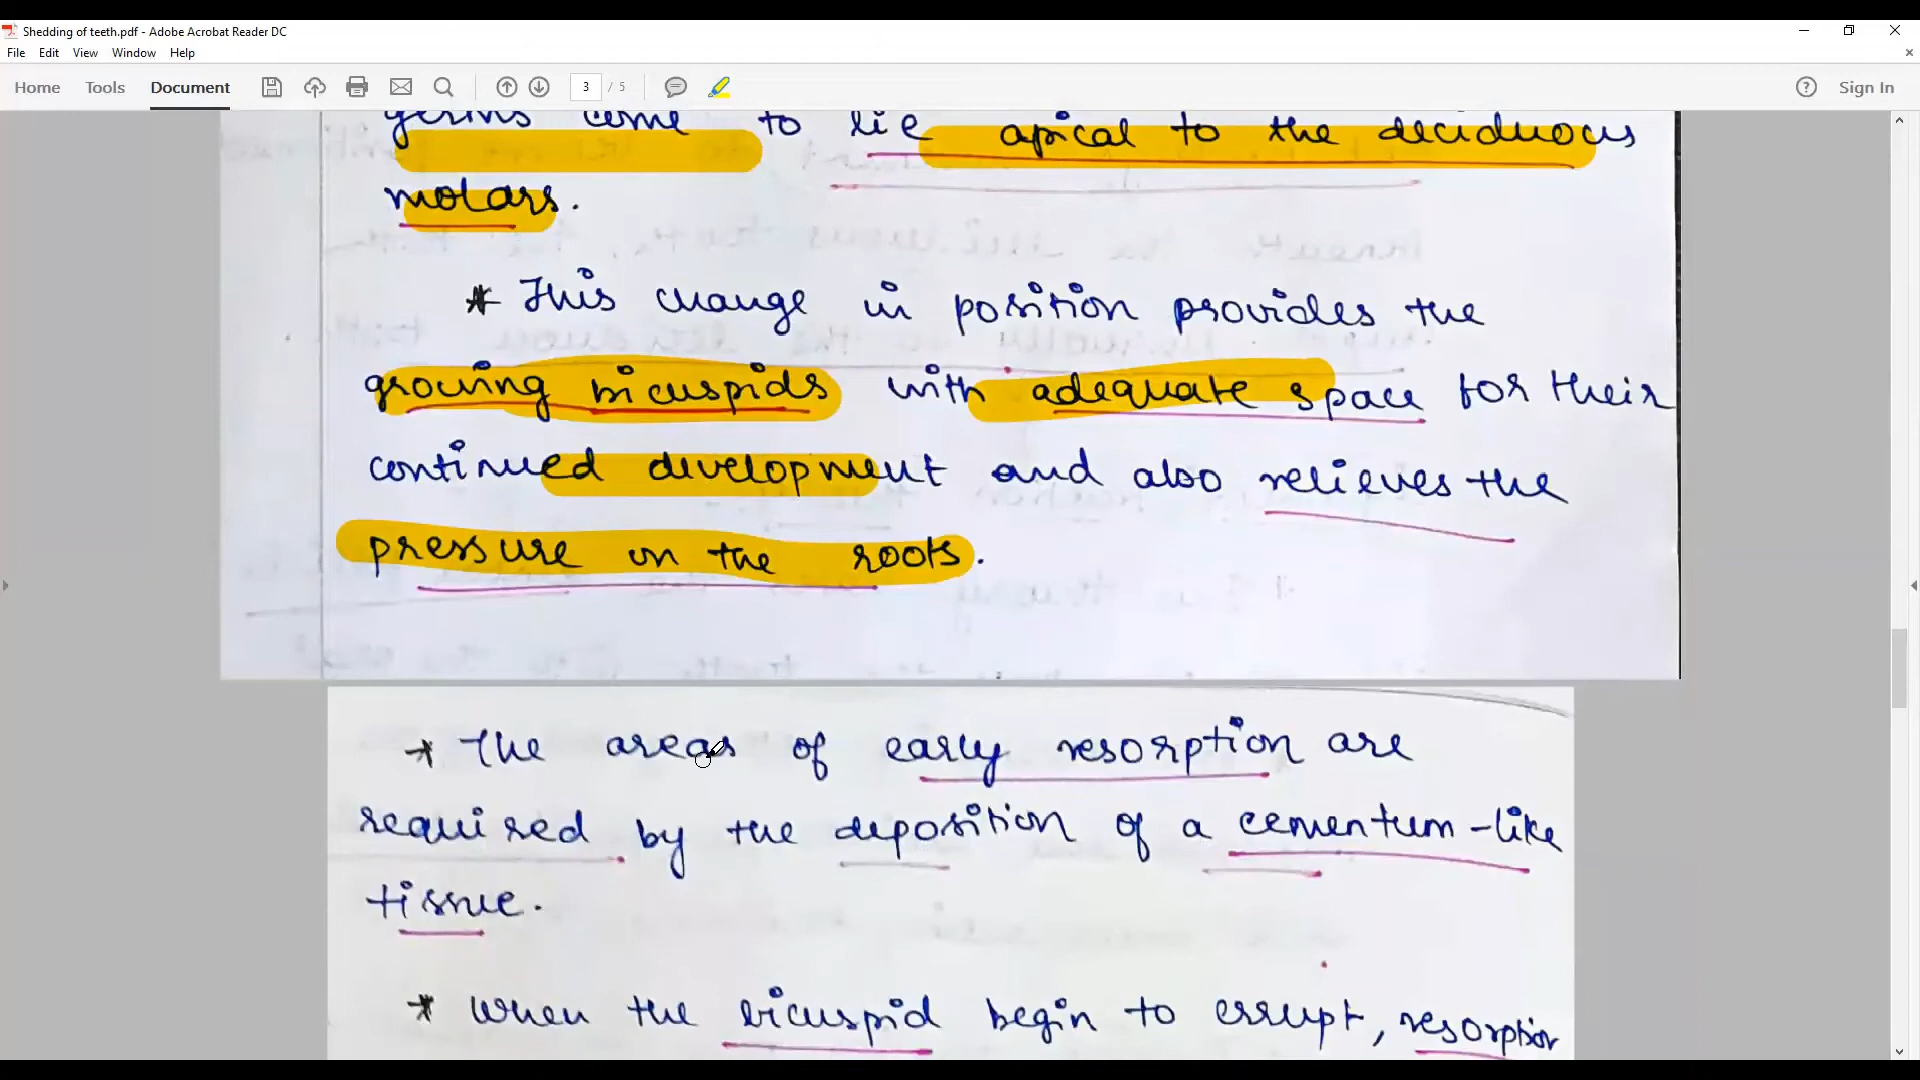 Shedding of teeth.pdf - Adobe Acrobat Reader DC
File Edit View Window Help
Home Tools Document 3 / 5 Sign In
germs come to lie apical to the deciduous
molars.
* This change in position provides the
growing bicuspids with adequate space for their
continued development and also relieves the
pressure on the roots.
* The areas of early resorption are
required by the deposition of a cementum-like
tissue.
* When the bicuspid begin to errupt, resorption